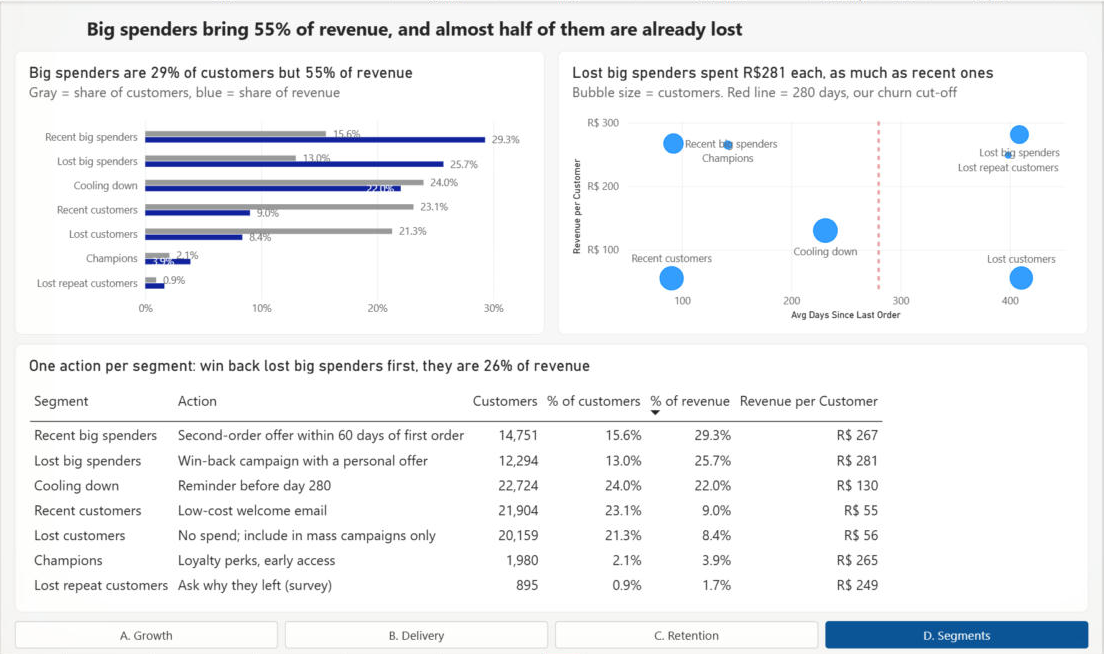 Big spenders bring 55% of revenue, and almost half of them are already lost
Big spenders are 29% of customers but 55% of revenue
Gray = share of customers, blue = share of revenue
Recent big spenders 15.6% 29.3%
Lost big spenders 13.0% 25.7%
Cooling down 24.0% 22.0%
Recent customers 23.1% 9.0%
Lost customers 21.3% 8.4%
Champions 2.1% 3.9%
Lost repeat customers 0.9%
0% 10% 20% 30%
Lost big spenders spent R$281 each, as much as recent ones
Bubble size = customers. Red line = 280 days, our churn cut-off
Revenue per Customer
R$ 300
R$ 200
R$ 100
Recent big spenders
Champions
Lost big spenders
Lost repeat customers
Cooling down
Recent customers
Lost customers
100 200 300 400
Avg Days Since Last Order
One action per segment: win back lost big spenders first, they are 26% of revenue
Segment Action Customers % of customers % of revenue Revenue per Customer
Recent big spenders Second-order offer within 60 days of first order 14,751 15.6% 29.3% R$ 267
Lost big spenders Win-back campaign with a personal offer 12,294 13.0% 25.7% R$ 281
Cooling down Reminder before day 280 22,724 24.0% 22.0% R$ 130
Recent customers Low-cost welcome email 21,904 23.1% 9.0% R$ 55
Lost customers No spend; include in mass campaigns only 20,159 21.3% 8.4% R$ 56
Champions Loyalty perks, early access 1,980 2.1% 3.9% R$ 265
Lost repeat customers Ask why they left (survey) 895 0.9% 1.7% R$ 249
A. Growth
B. Delivery
C. Retention
D. Segments